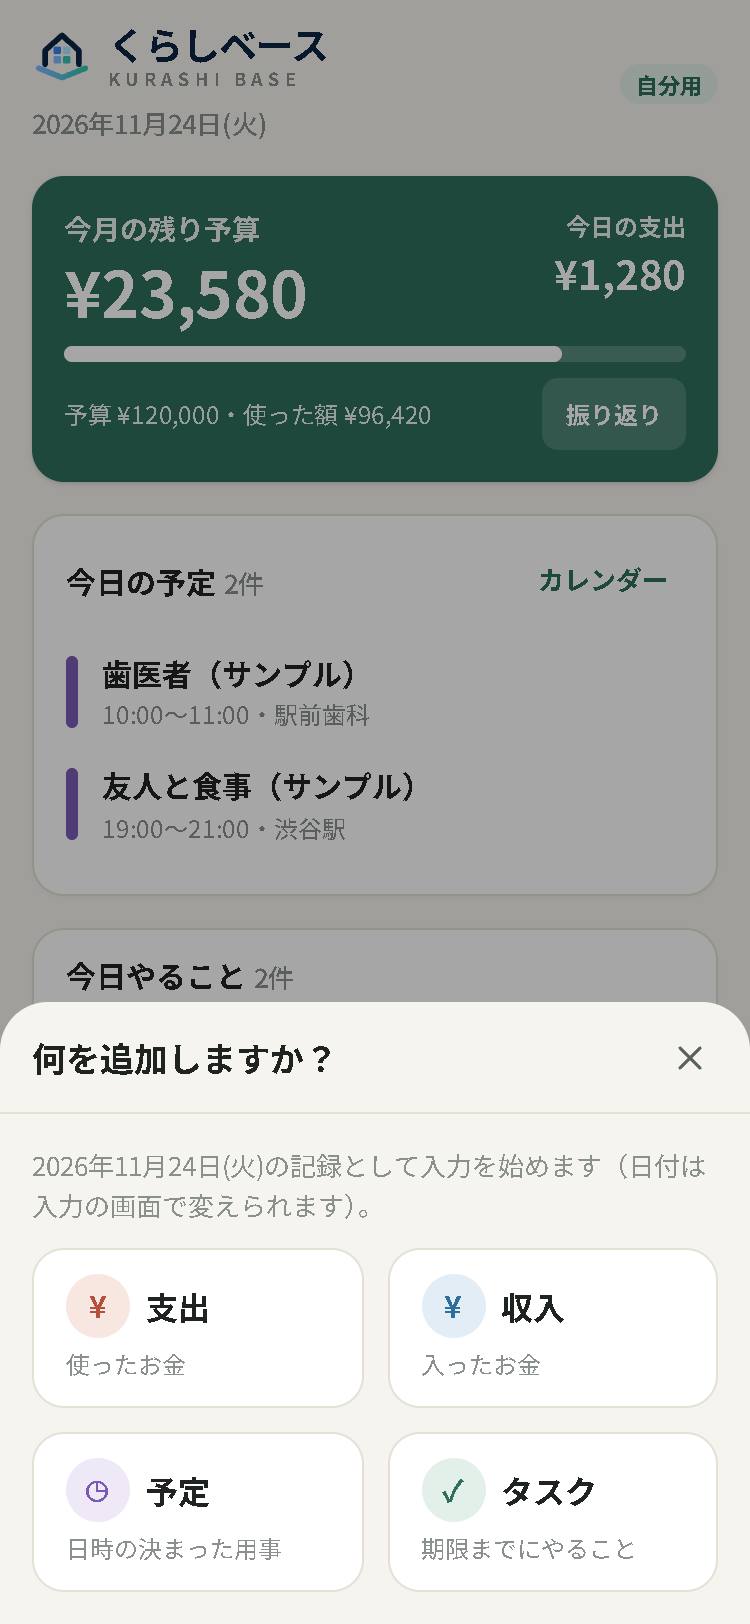 くらしベース
KURASHI BASE
自分用
2026年11月24日(火)
今月の残り予算
今日の支出
¥23,580
¥1,280
予算 ¥120,000・使った額 ¥96,420
振り返り
今日の予定 2件
カレンダー
歯医者（サンプル）
10:00〜11:00・駅前歯科
友人と食事（サンプル）
19:00〜21:00・渋谷駅
今日やること 2件
何を追加しますか？
2026年11月24日(火)の記録として入力を始めます（日付は
入力の画面で変えられます）。
¥ 支出
使ったお金
¥ 収入
入ったお金
予定
日時の決まった用事
タスク
期限までにやること